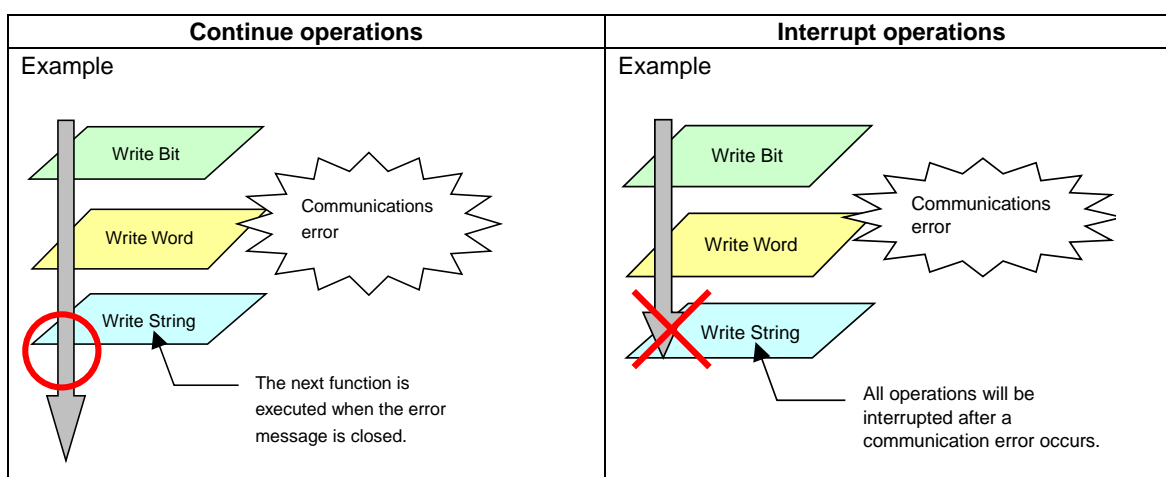 Continue operations
Example
Write Bit
Communications
error
Write Word
Write String
The next function is
executed when the error
message is closed.
Interrupt operations
Example
Write Bit
Communications
error
Write Word
Write String
All operations will be
interrupted after a
communication error occurs.